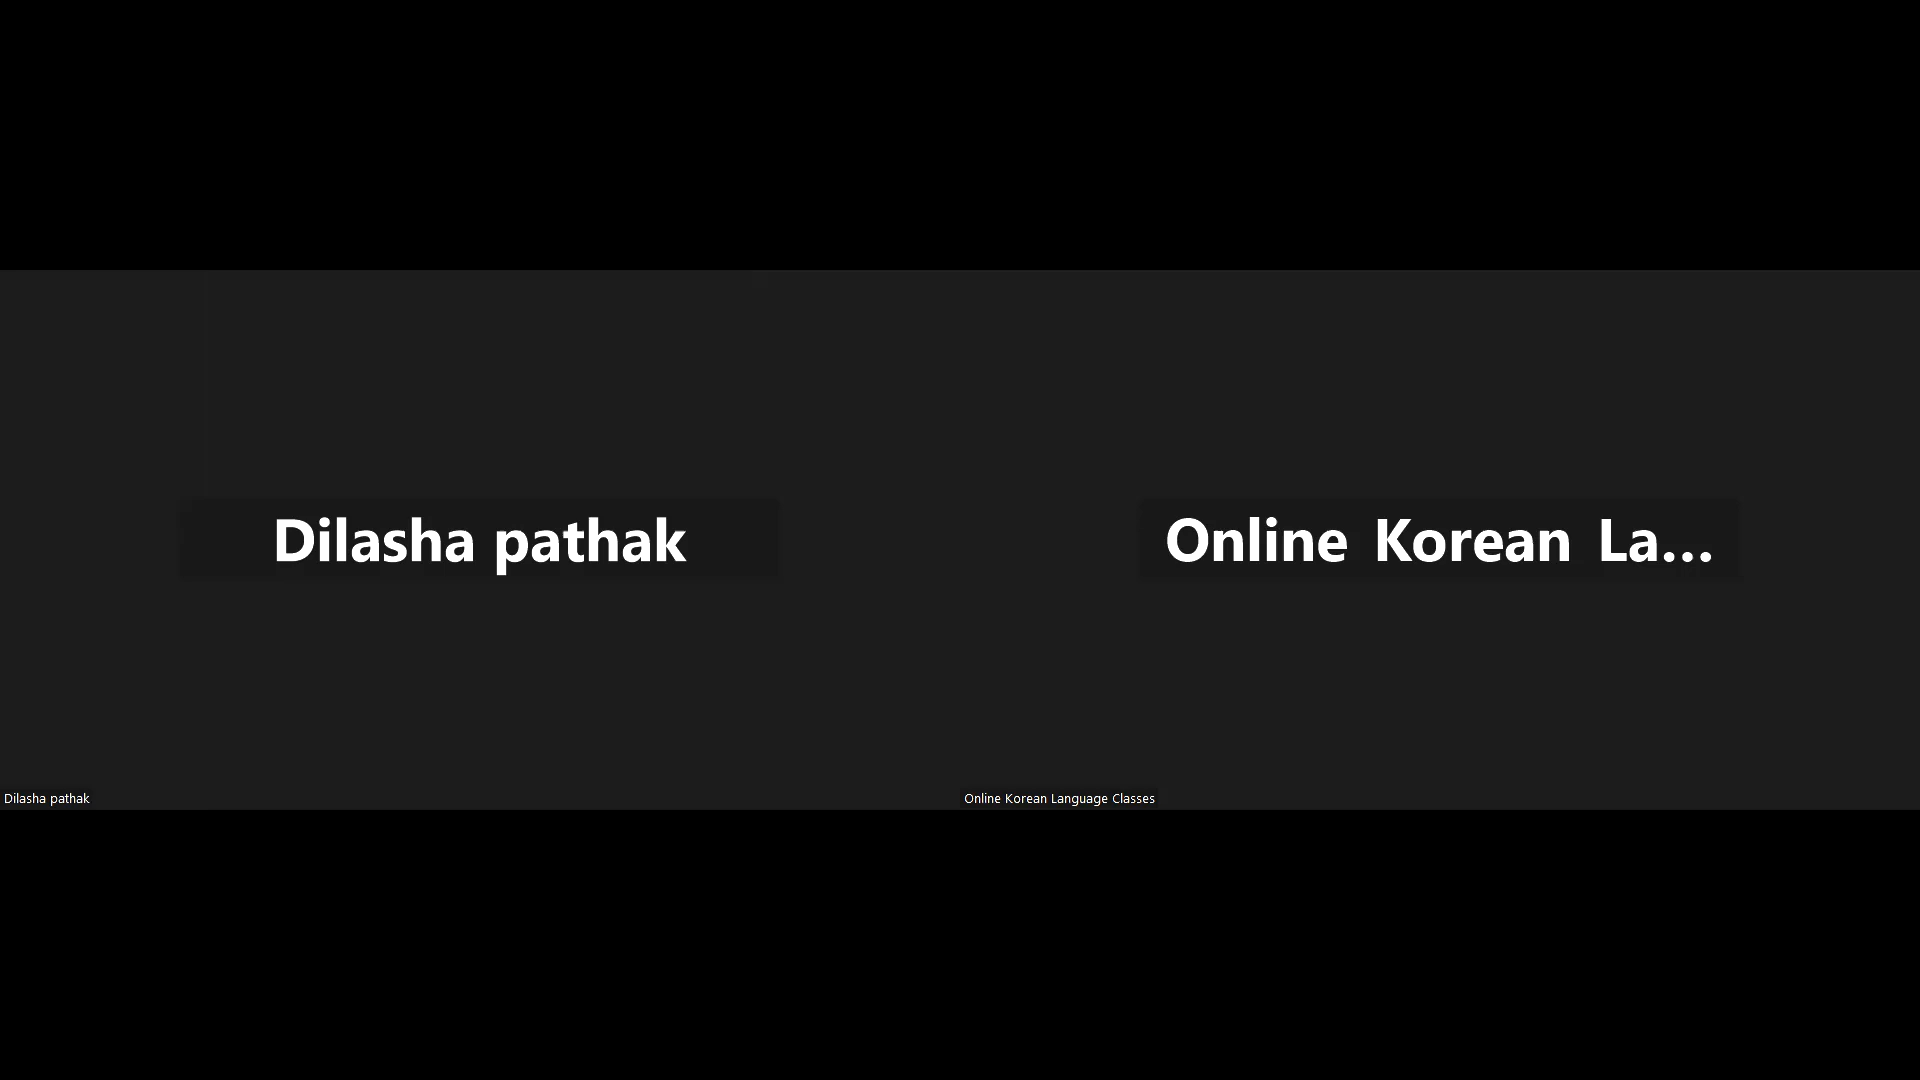 Dilasha pathak
Online Korean La...
Dilasha pathak
Online Korean Language Classes